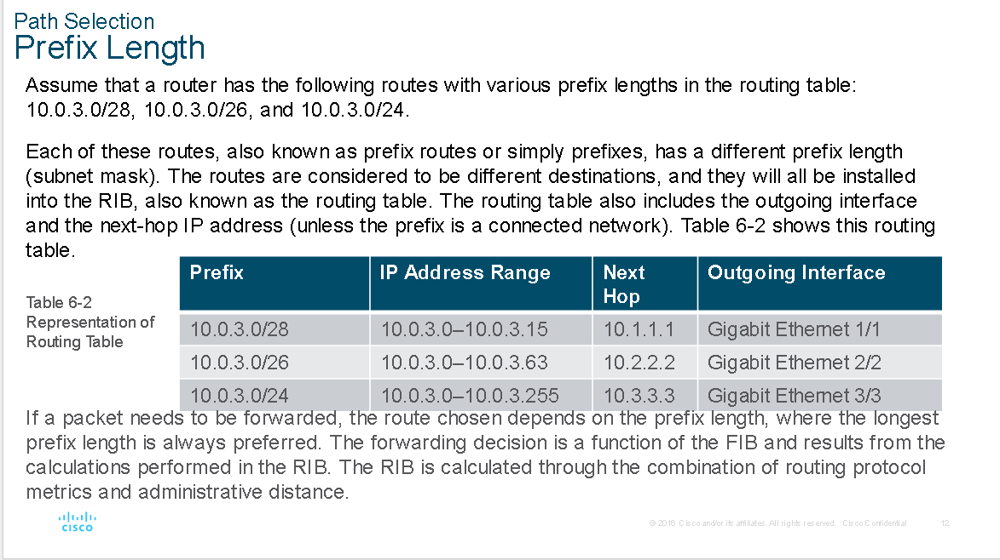 Path Selection
Prefix Length
Assume that a router has the following routes with various prefix lengths in the routing table:
10.0.3.0/28, 10.0.3.0/26, and 10.0.3.0/24.
Each of these routes, also known as prefix routes or simply prefixes, has a different prefix length
(subnet mask). The routes are considered to be different destinations, and they will all be installed
into the RIB, also known as the routing table. The routing table also includes the outgoing interface
and the next-hop IP address (unless the prefix is a connected network). Table 6-2 shows this routing
table.
Table 6-2
Representation of
Routing Table
Prefix IP Address Range Next Hop Outgoing Interface
10.0.3.0/28 10.0.3.0–10.0.3.15 10.1.1.1 Gigabit Ethernet 1/1
10.0.3.0/26 10.0.3.0–10.0.3.63 10.2.2.2 Gigabit Ethernet 2/2
10.0.3.0/24 10.0.3.0–10.0.3.255 10.3.3.3 Gigabit Ethernet 3/3
If a packet needs to be forwarded, the route chosen depends on the prefix length, where the longest
prefix length is always preferred. The forwarding decision is a function of the FIB and results from the
calculations performed in the RIB. The RIB is calculated through the combination of routing protocol
metrics and administrative distance.
CISCO
© 2016 Cisco and/or its affiliates. All rights reserved. Cisco Confidential 12